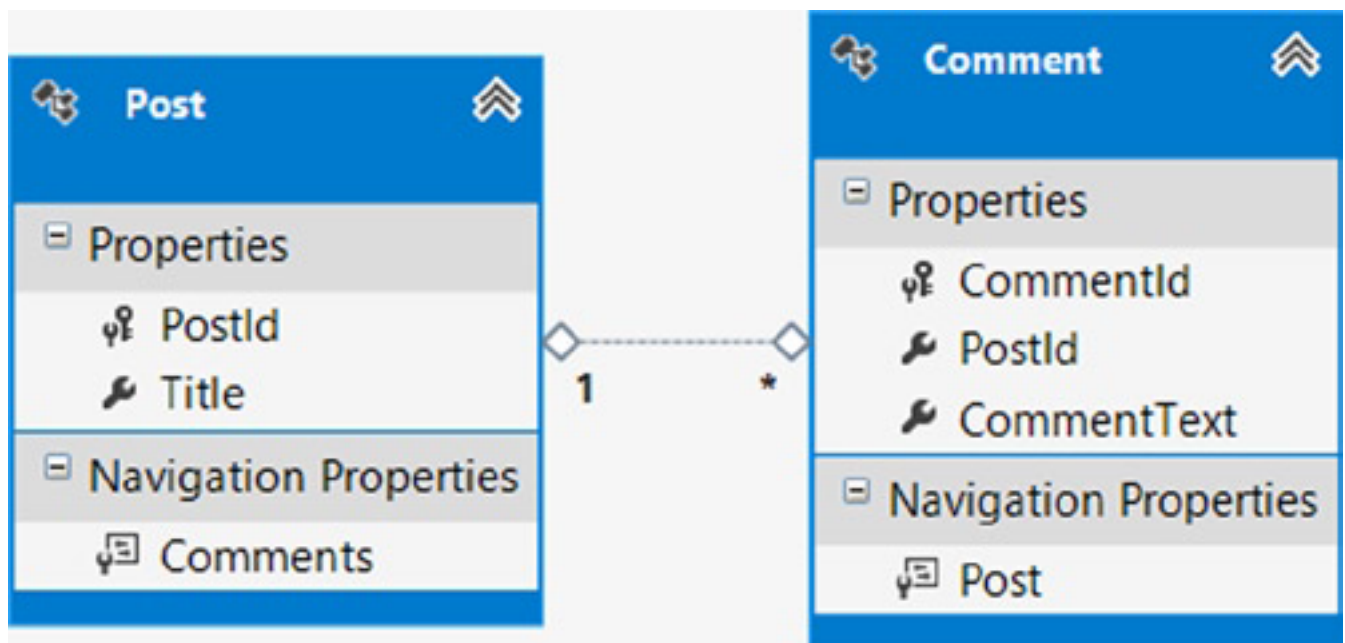 Post
Properties
PostId
Title
Navigation Properties
Comments
1
*
Comment
Properties
CommentId
PostId
CommentText
Navigation Properties
Post